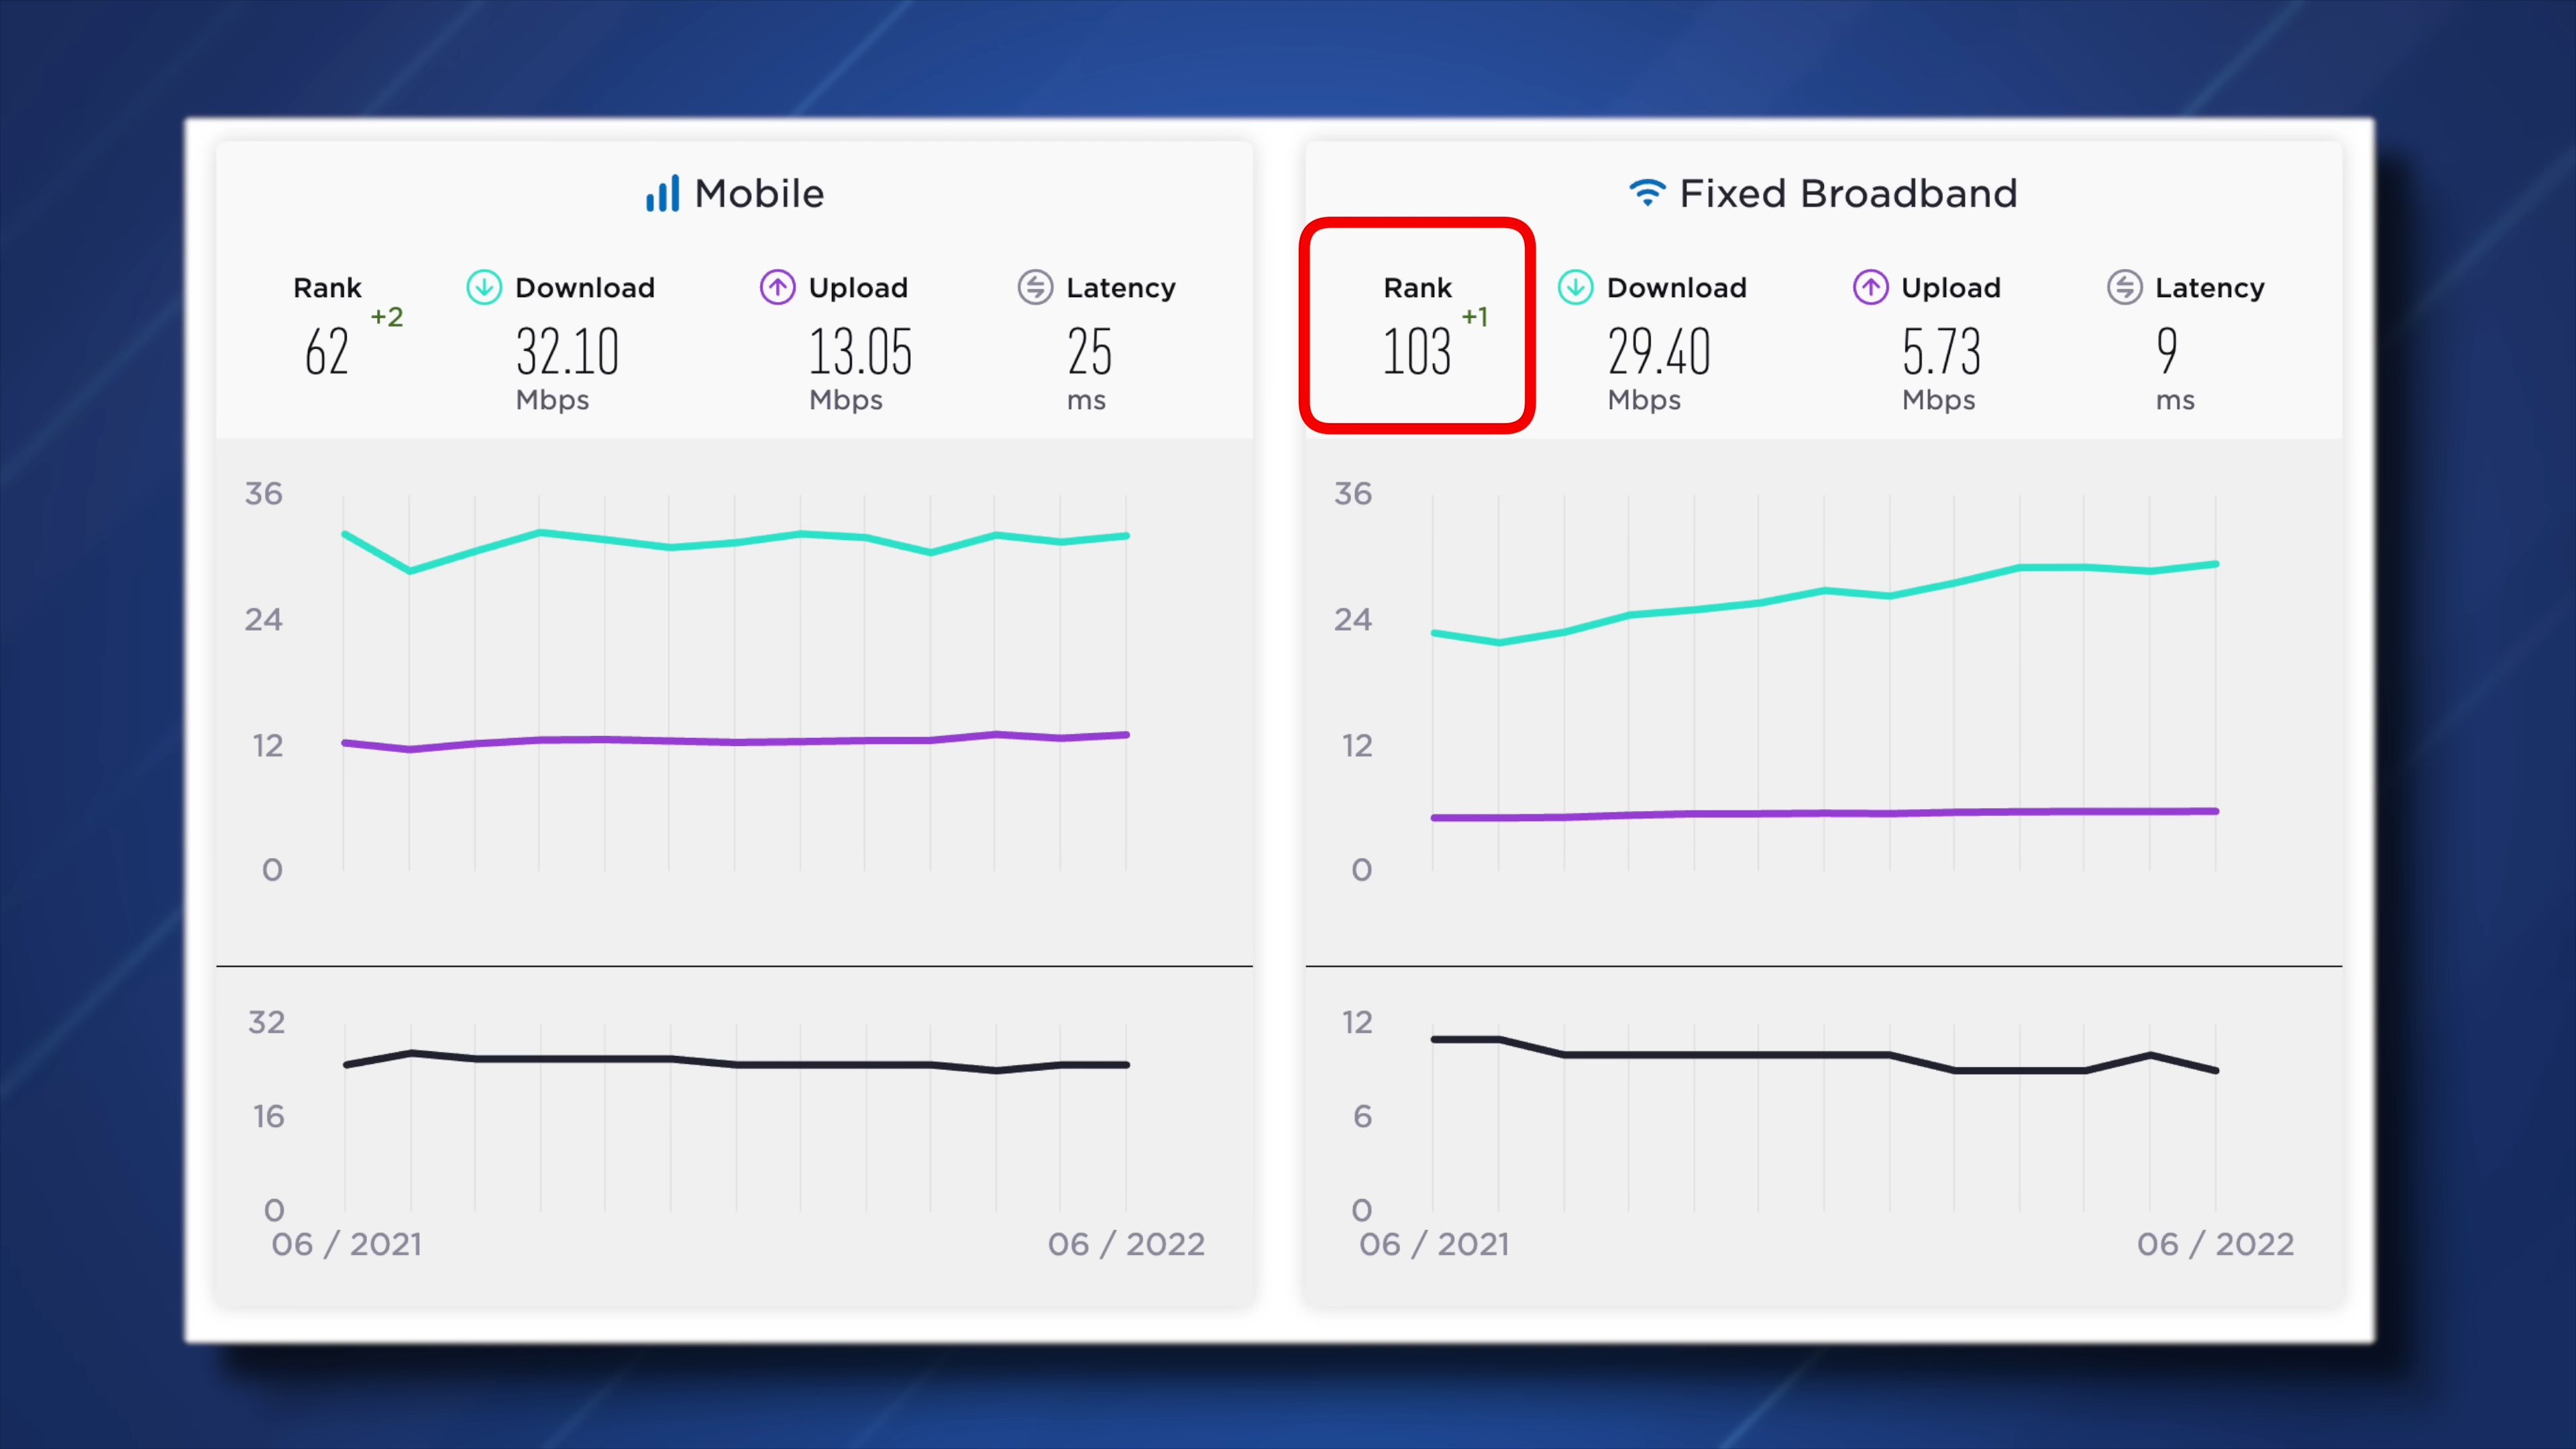 Mobile
Rank Download Upload Latency
62 +2 32.10 13.05 25
Mbps Mbps ms
36
24
12
0
32
16
0
06 / 2021 06 / 2022
Fixed Broadband
Rank Download Upload Latency
103 +1 29.40 5.73 9
Mbps Mbps ms
36
24
12
0
12
6
0
06 / 2021 06 / 2022